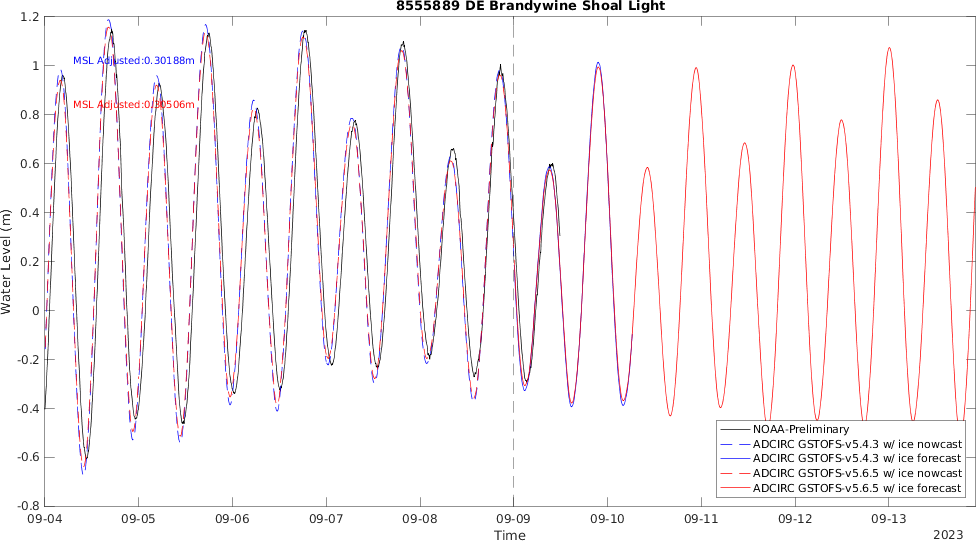 8555889 DE Brandywine Shoal Light
1.2
1
0.8
0.6
0.4
0.2
0
-0.2
-0.4
-0.6
-0.8
Water Level (m)
MSL Adjusted:0.30188m
MSL Adjusted:0.30506m
NOAA-Preliminary
ADCIRC GSTOFS-v5.4.3 w/ ice nowcast
ADCIRC GSTOFS-v5.4.3 w/ ice forecast
ADCIRC GSTOFS-v5.6.5 w/ ice nowcast
ADCIRC GSTOFS-v5.6.5 w/ ice forecast
09-04 09-05 09-06 09-07 09-08 09-09 09-10 09-11 09-12 09-13
Time
2023